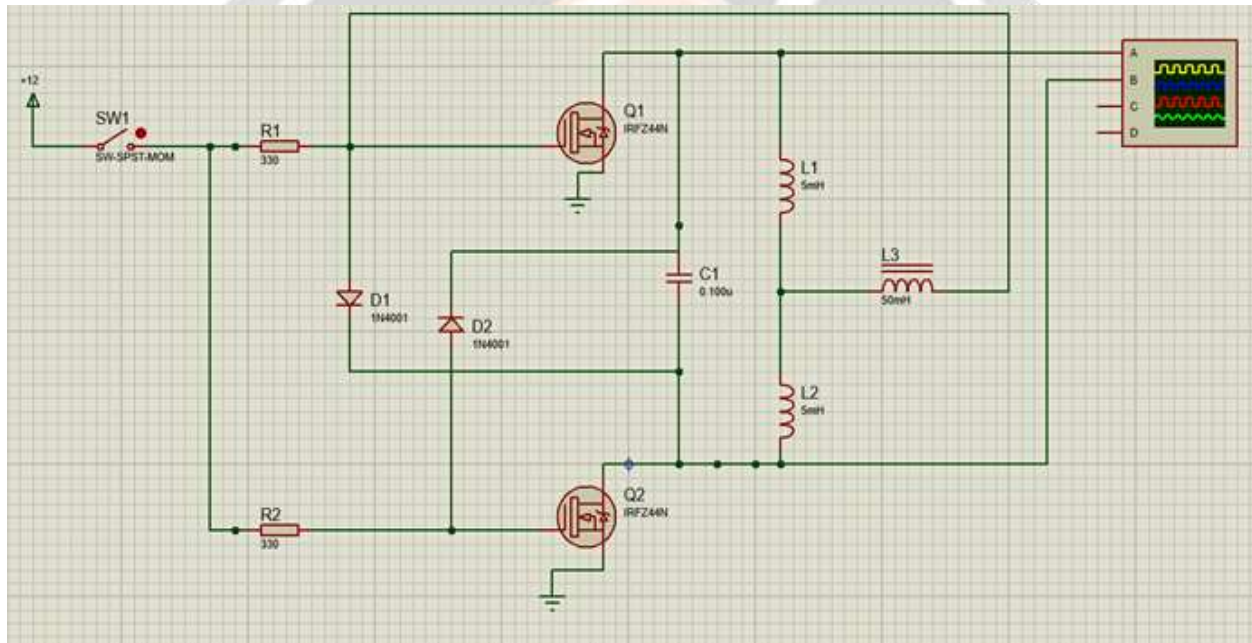 +12
SW1
SW-SPST-MOM
R1
330
Q1
IRFZ44N
A
B
C
D
L1
5mH
L3
50mH
C1
0.100u
D1
1N4001
D2
1N4001
L2
5mH
Q2
IRFZ44N
R2
330